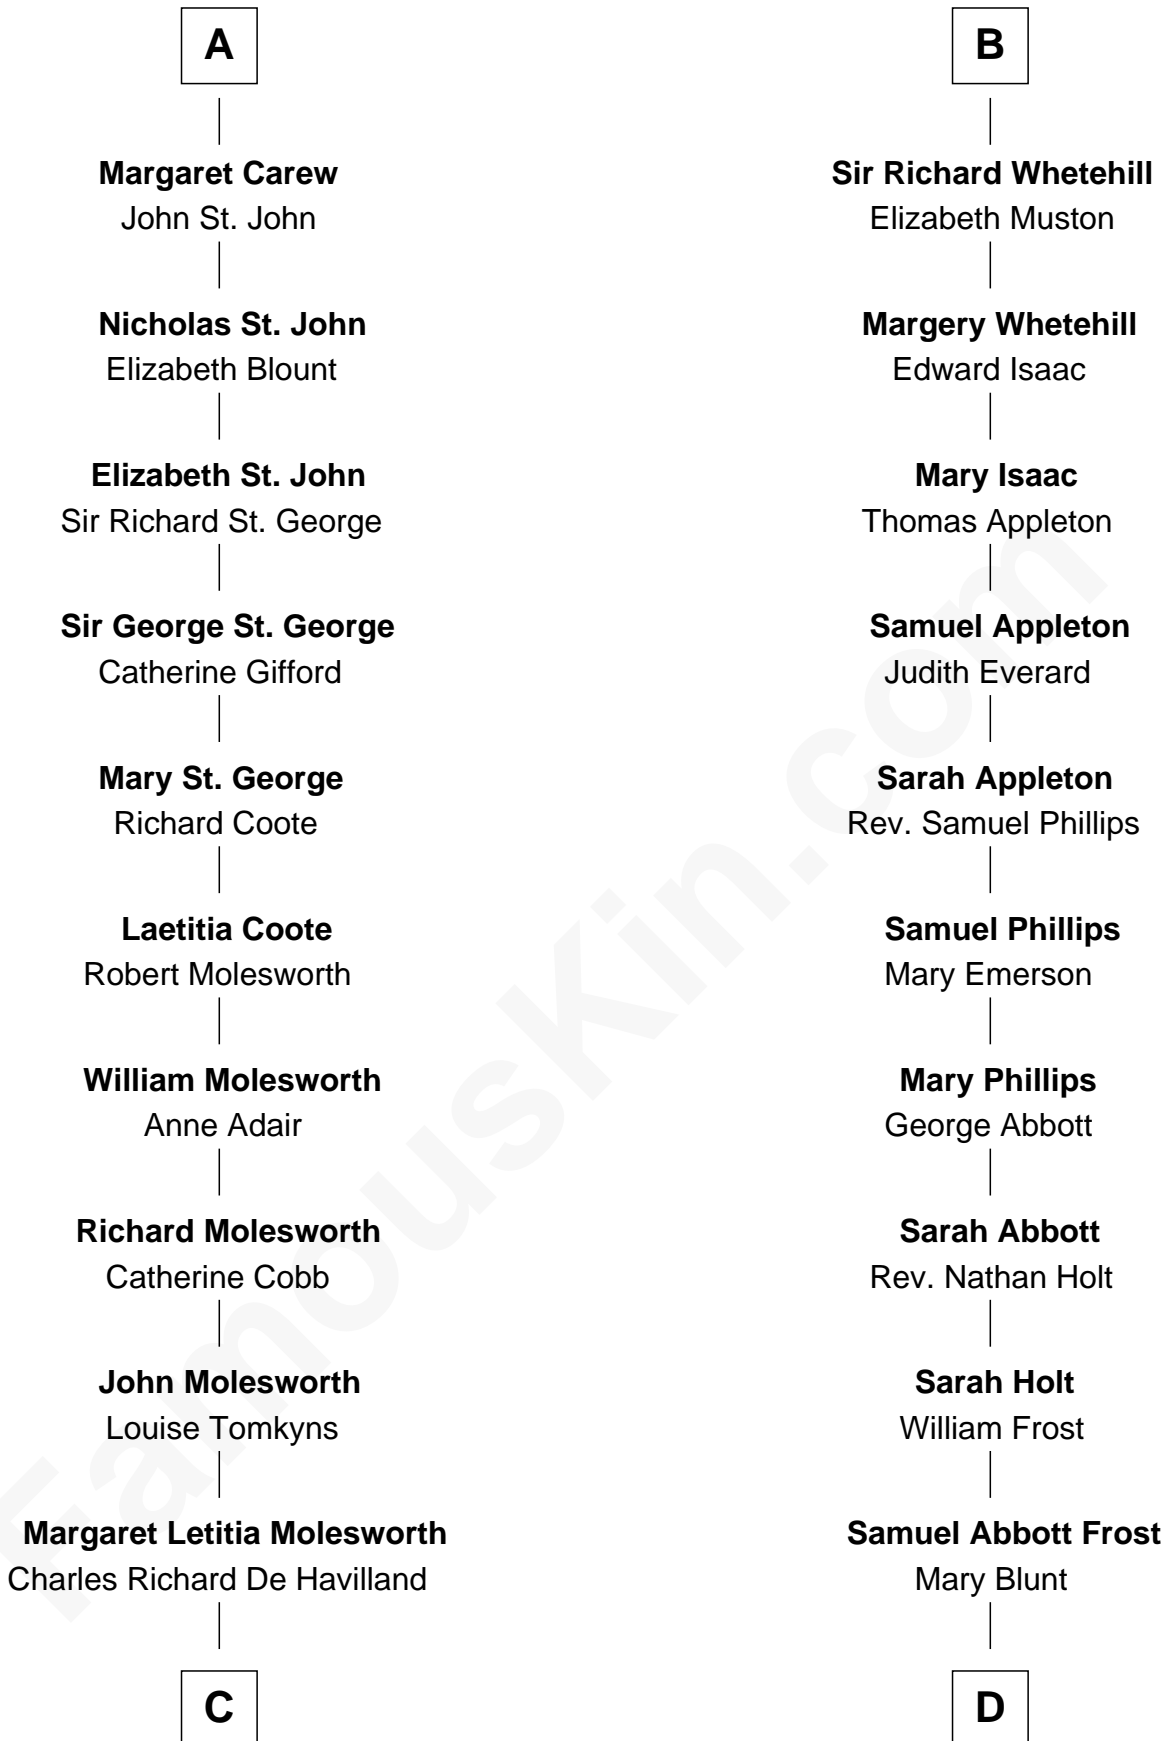 A
Margaret Carew
John St. John
Nicholas St. John
Elizabeth Blount
Elizabeth St. John
Sir Richard St. George
Sir George St. George
Catherine Gifford
Mary St. George
Richard Coote
Laetitia Coote
Robert Molesworth
William Molesworth
Anne Adair
Richard Molesworth
Catherine Cobb
John Molesworth
Louise Tomkyns
Margaret Letitia Molesworth
Charles Richard De Havilland
C
B
Sir Richard Whetehill
Elizabeth Muston
Margery Whetehill
Edward Isaac
Mary Isaac
Thomas Appleton
Samuel Appleton
Judith Everard
Sarah Appleton
Rev. Samuel Phillips
Samuel Phillips
Mary Emerson
Mary Phillips
George Abbott
Sarah Abbott
Rev. Nathan Holt
Sarah Holt
William Frost
Samuel Abbott Frost
Mary Blunt
D
FamousKin.com